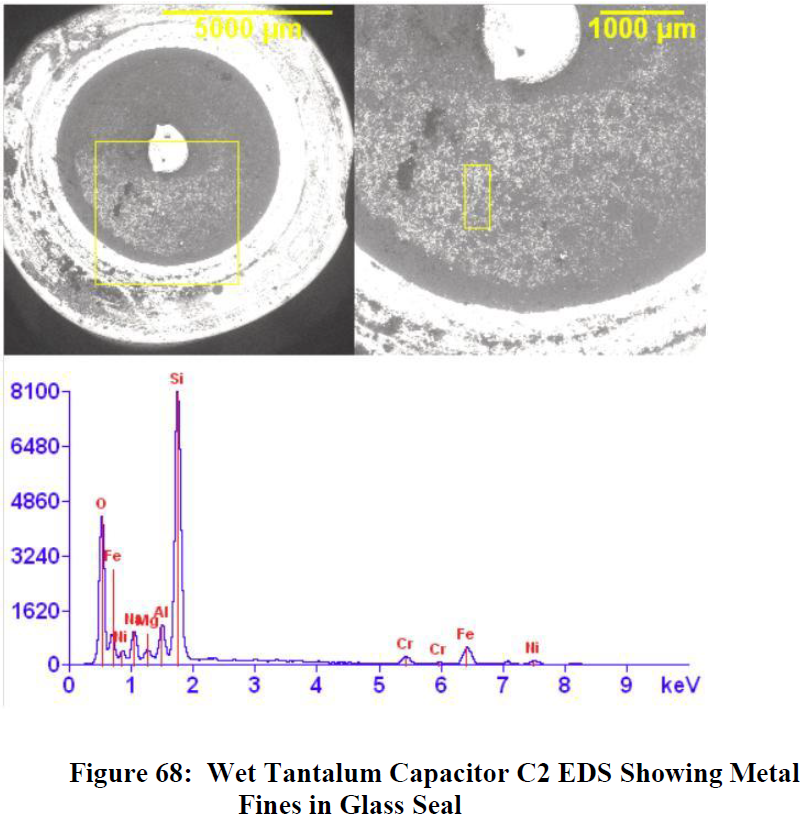 5000 µm
1000 µm
8100
6480
4860
3240
1620
0
Si
O
Fe
Ni
Na
Mg
Al
Cr
Cr
Fe
Ni
0 1 2 3 4 5 6 7 8 9 keV
Figure 68: Wet Tantalum Capacitor C2 EDS Showing Metal
Fines in Glass Seal